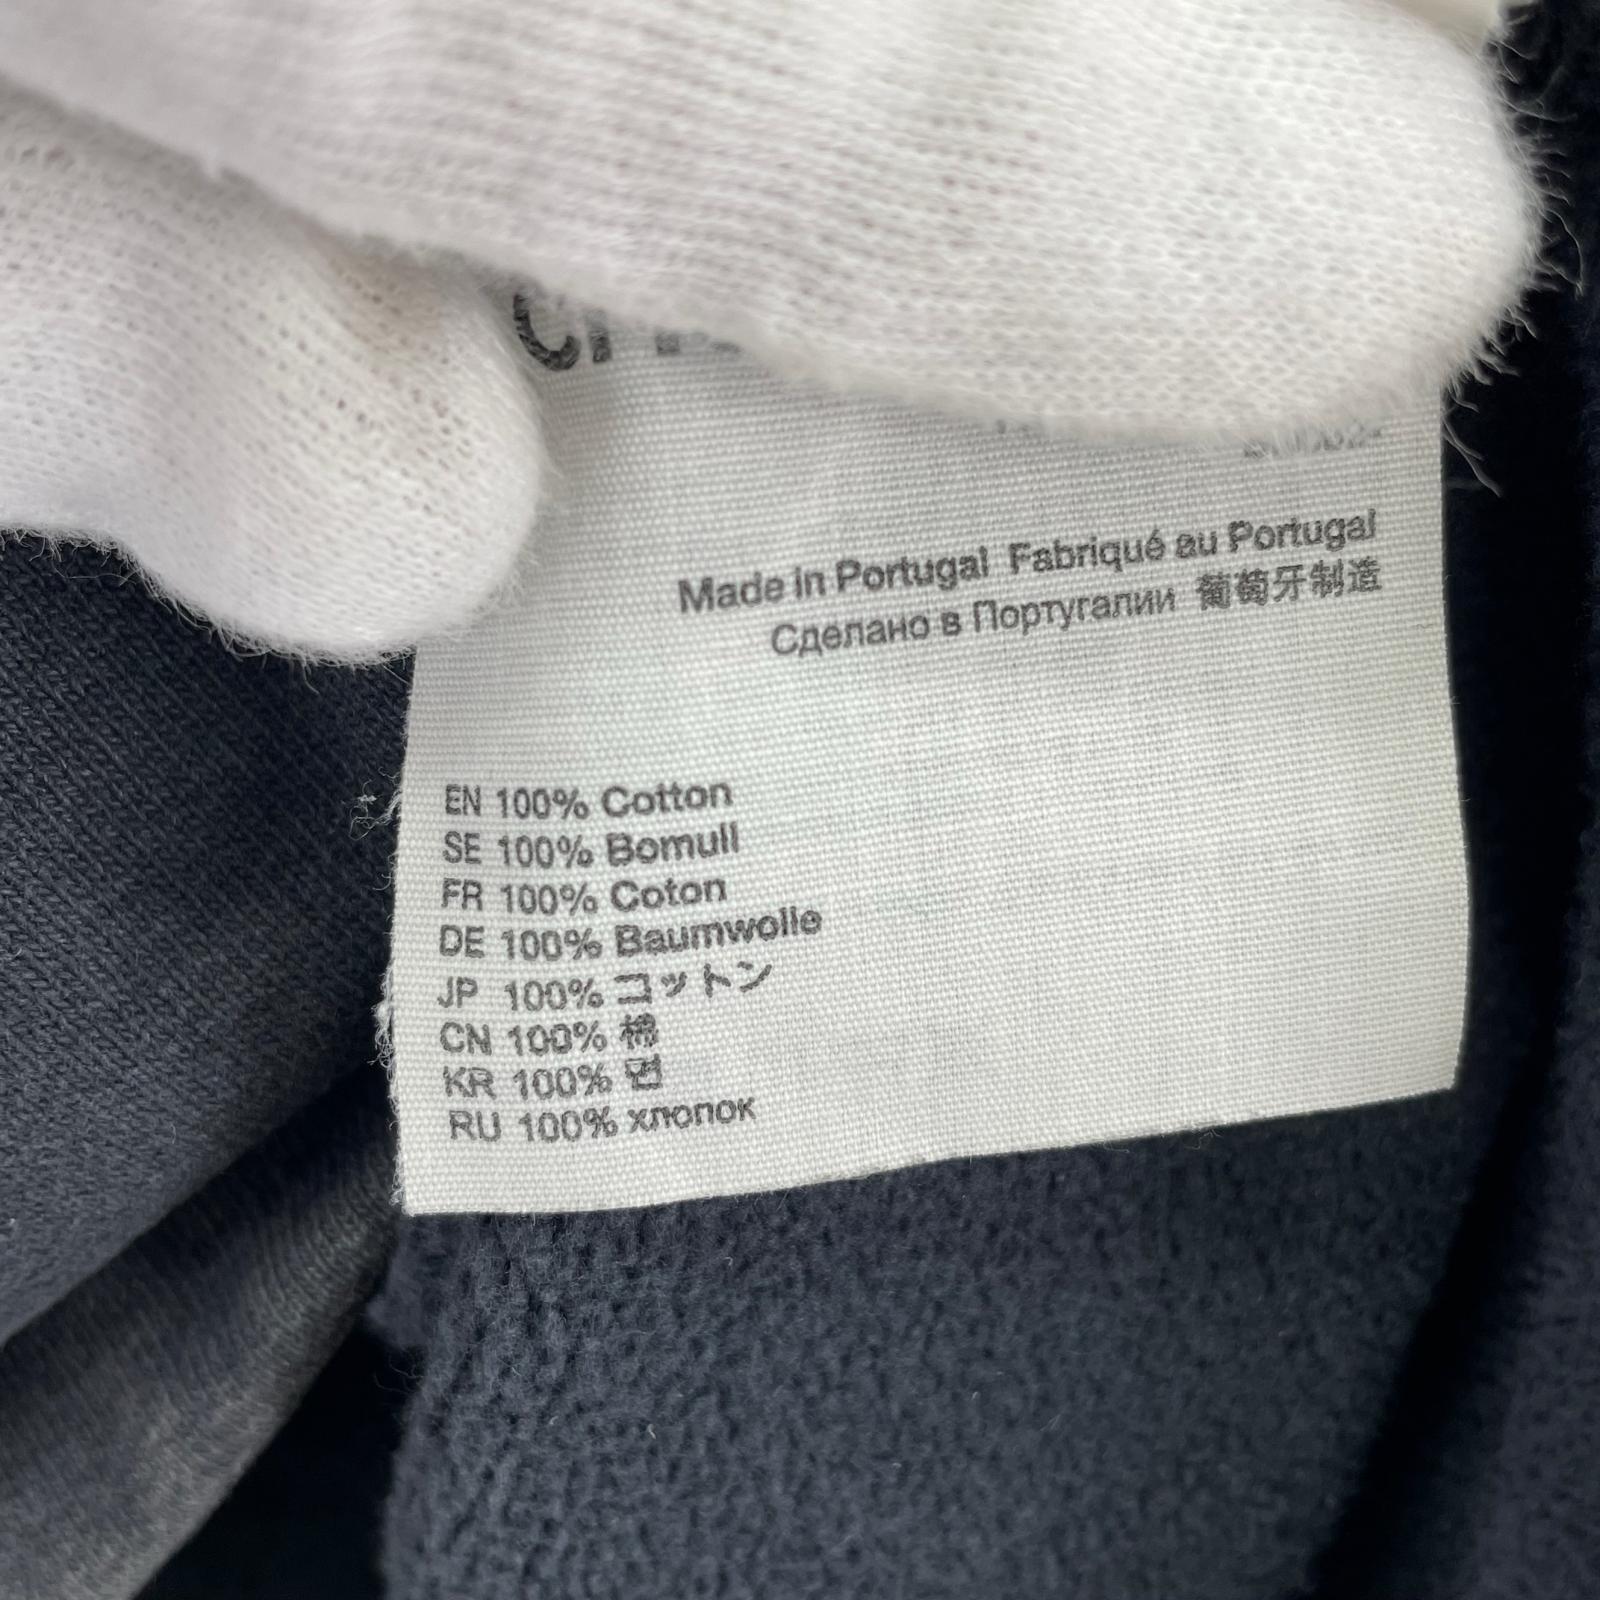 Made in Portugal Fabriqué au Portugal
Сделано в Португалии 葡萄牙制造
EN 100% Cotton
SE 100% Bomull
FR 100% Coton
DE 100% Baumwolle
JP 100% コットン
CN 100% 棉
KR 100% 면
RU 100% хлопок